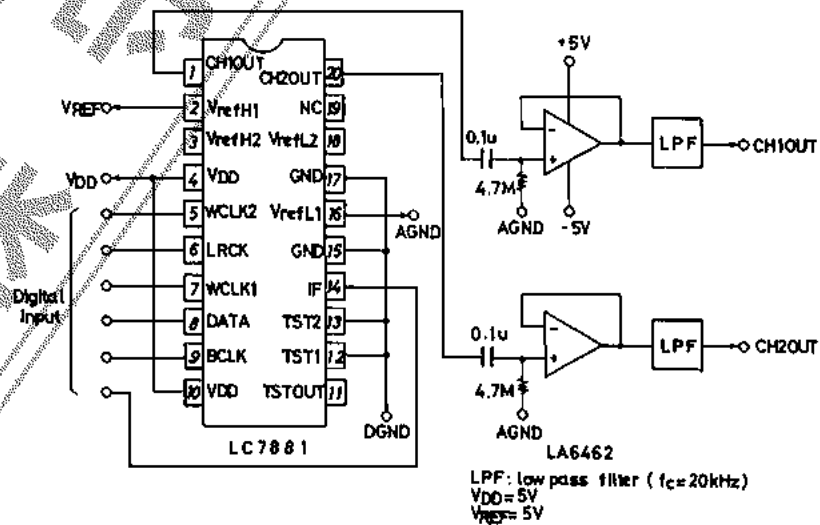 +5V
1 CH1OUT CH2OUT 20
VREF 2 VrefH1 NC 19
3 VrefH2 VrefL2 18
VDD 4 VDD GND 17
5 WCLK2 VrefL1 16 AGND
6 LRCK GND 15
7 WCLK1 IF 14
Digital Input
8 DATA TST2 13
9 BCLK TST1 12
10 VDD TSTOUT 11
LC7881
DGND
0.1u
4.7M
AGND
- +
-5V
LPF
CH1OUT
0.1u
4.7M
AGND
- +
LPF
CH2OUT
LA6462
LPF: low pass filter (fc=20kHz)
VDD=5V
VREF=5V